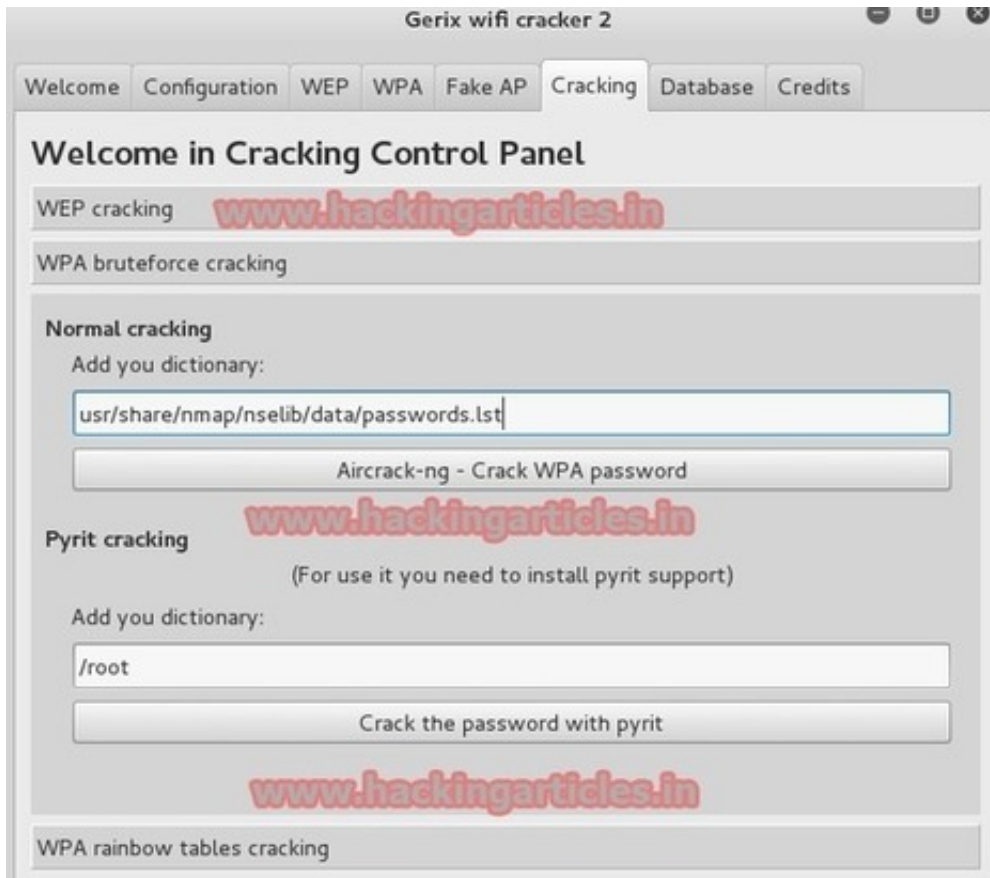 Gerix wifi cracker 2
Welcome Configuration WEP WPA Fake AP Cracking Database Credits
Welcome in Cracking Control Panel
WEP cracking
www.hackingarticles.in
WPA bruteforce cracking
Normal cracking
Add you dictionary:
usr/share/nmap/nselib/data/passwords.lst
Aircrack-ng - Crack WPA password
www.hackingarticles.in
Pyrit cracking
(For use it you need to install pyrit support)
Add you dictionary:
/root
Crack the password with pyrit
www.hackingarticles.in
WPA rainbow tables cracking